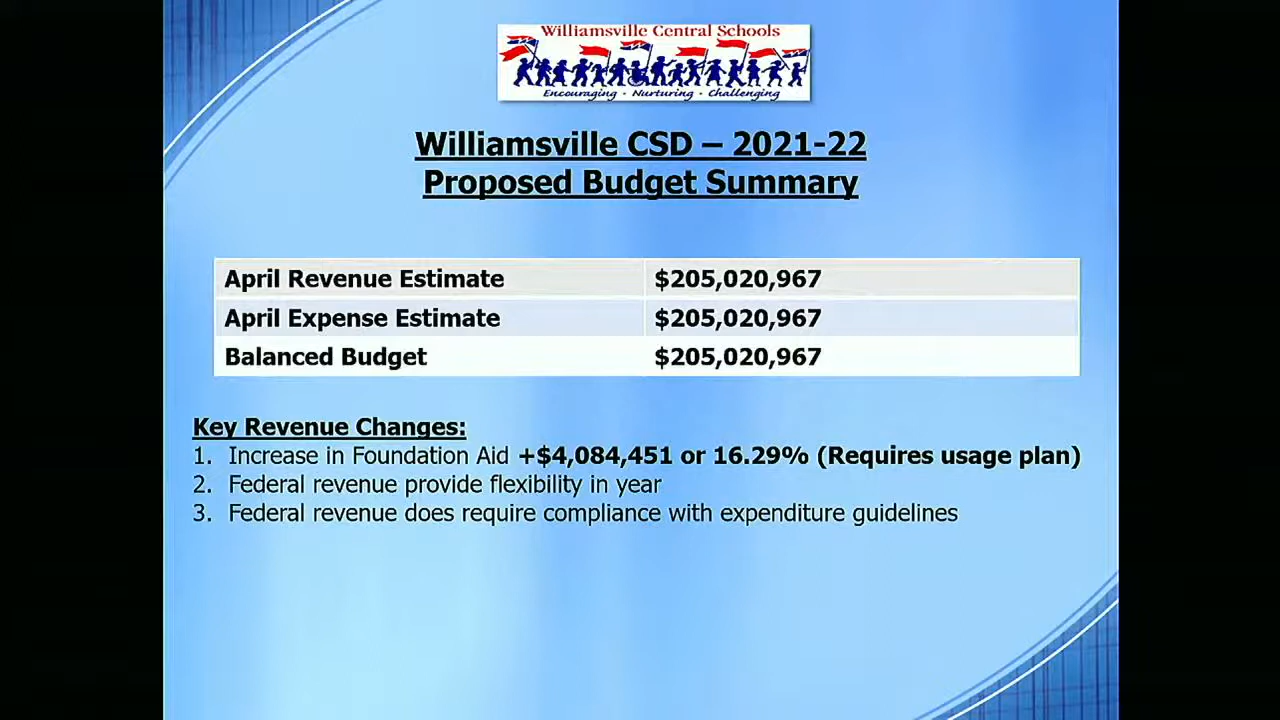 Williamsville Central Schools
Encouraging - Nurturing - Challenging
Williamsville CSD – 2021-22
Proposed Budget Summary
April Revenue Estimate $205,020,967
April Expense Estimate $205,020,967
Balanced Budget $205,020,967
Key Revenue Changes:
1. Increase in Foundation Aid +$4,084,451 or 16.29% (Requires usage plan)
2. Federal revenue provide flexibility in year
3. Federal revenue does require compliance with expenditure guidelines